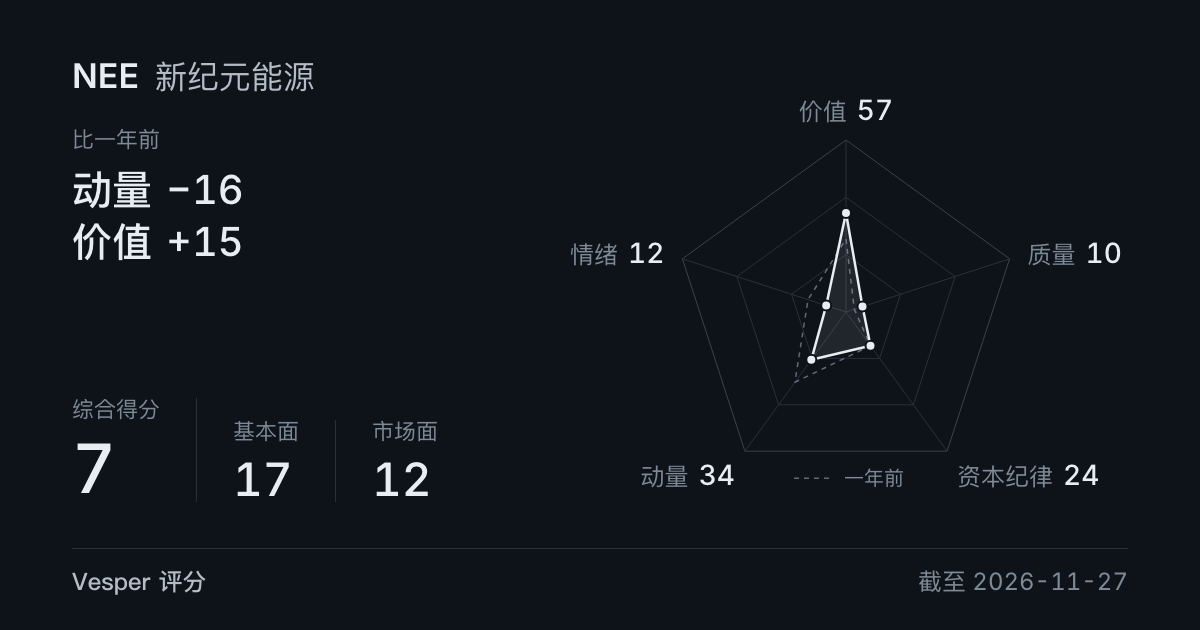 NEE 新纪元能源
比一年前
动量 −16
价值 +15
综合得分
7
基本面
17
市场面
12
价值 57
情绪 12
质量 10
动量 34
---- 一年前
资本纪律 24
Vesper 评分
截至 2026-11-27